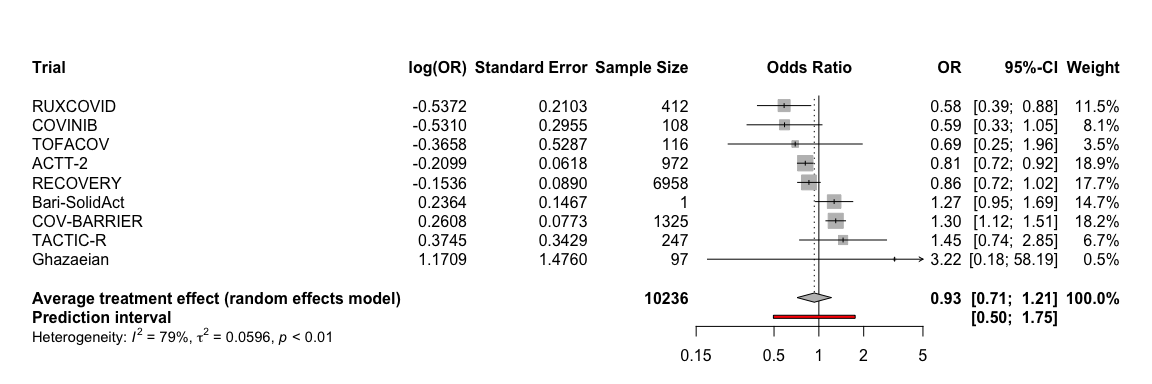 Trial log(OR) Standard Error Sample Size Odds Ratio OR 95%-CI Weight
RUXCOVID -0.5372 0.2103 412 0.58 [0.39; 0.88] 11.5%
COVINIB -0.5310 0.2955 108 0.59 [0.33; 1.05] 8.1%
TOFACOV -0.3658 0.5287 116 0.69 [0.25; 1.96] 3.5%
ACTT-2 -0.2099 0.0618 972 0.81 [0.72; 0.92] 18.9%
RECOVERY -0.1536 0.0890 6958 0.86 [0.72; 1.02] 17.7%
Bari-SolidAct 0.2364 0.1467 1 1.27 [0.95; 1.69] 14.7%
COV-BARRIER 0.2608 0.0773 1325 1.30 [1.12; 1.51] 18.2%
TACTIC-R 0.3745 0.3429 247 1.45 [0.74; 2.85] 6.7%
Ghazaeian 1.1709 1.4760 97 3.22 [0.18; 58.19] 0.5%
Average treatment effect (random effects model) 10236 0.93 [0.71; 1.21] 100.0%
Prediction interval [0.50; 1.75]
Heterogeneity: I² = 79%, τ² = 0.0596, p < 0.01
0.15 0.5 1 2 5